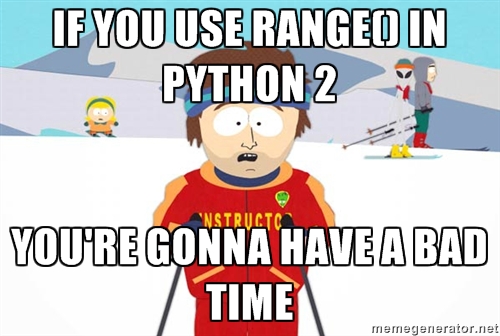 IF YOU USE RANGE() IN
PYTHON 2
INSTRUCTO
YOU'RE GONNA HAVE A BAD
TIME
memegenerator.net